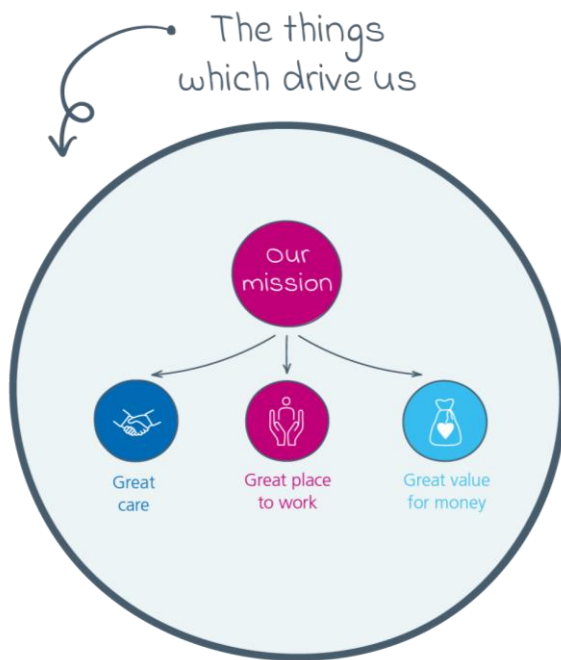 The things
which drive us
Our
mission
Great
care
Great place
to work
Great value
for money